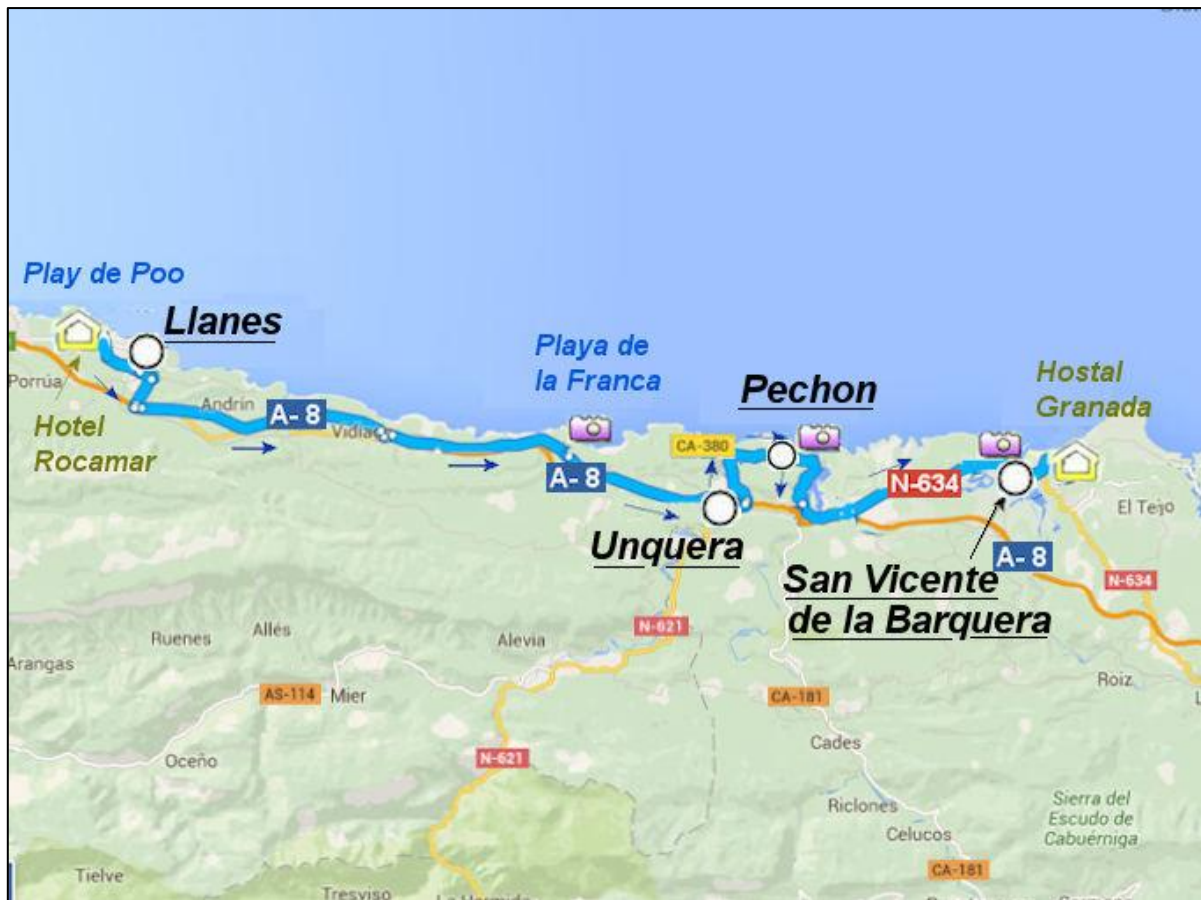 Play de Poo
Llanes
Porrúa
Hotel
Rocamar
Andrín
A-8
Vidia
Playa de
la Franca
A-8
Unquera
CA-380
Pechon
N-634
Hostal
Granada
El Tejo
San Vicente
de la Barquera
A-8
N-634
Roiz
Arangas
Ruenes
Allés
Alevia
N-621
AS-114
Mier
Oceño
N-621
CA-181
Cades
Riclones
Celucos
Sierra del
Escudo de
Cabuérniga
CA-181
Tielve
Tresviso